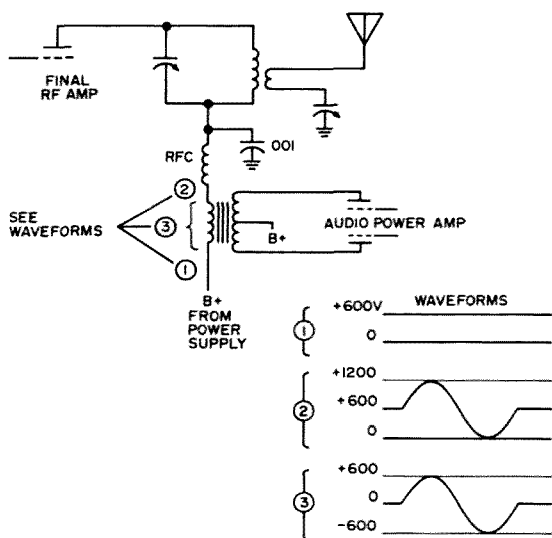 FINAL
RF AMP
001
RFC
②
SEE
WAVEFORMS
③
①
B+
AUDIO POWER AMP
B+
FROM
POWER
SUPPLY
WAVEFORMS
①
+600V
0
②
+1200
+600
0
③
+600
0
-600